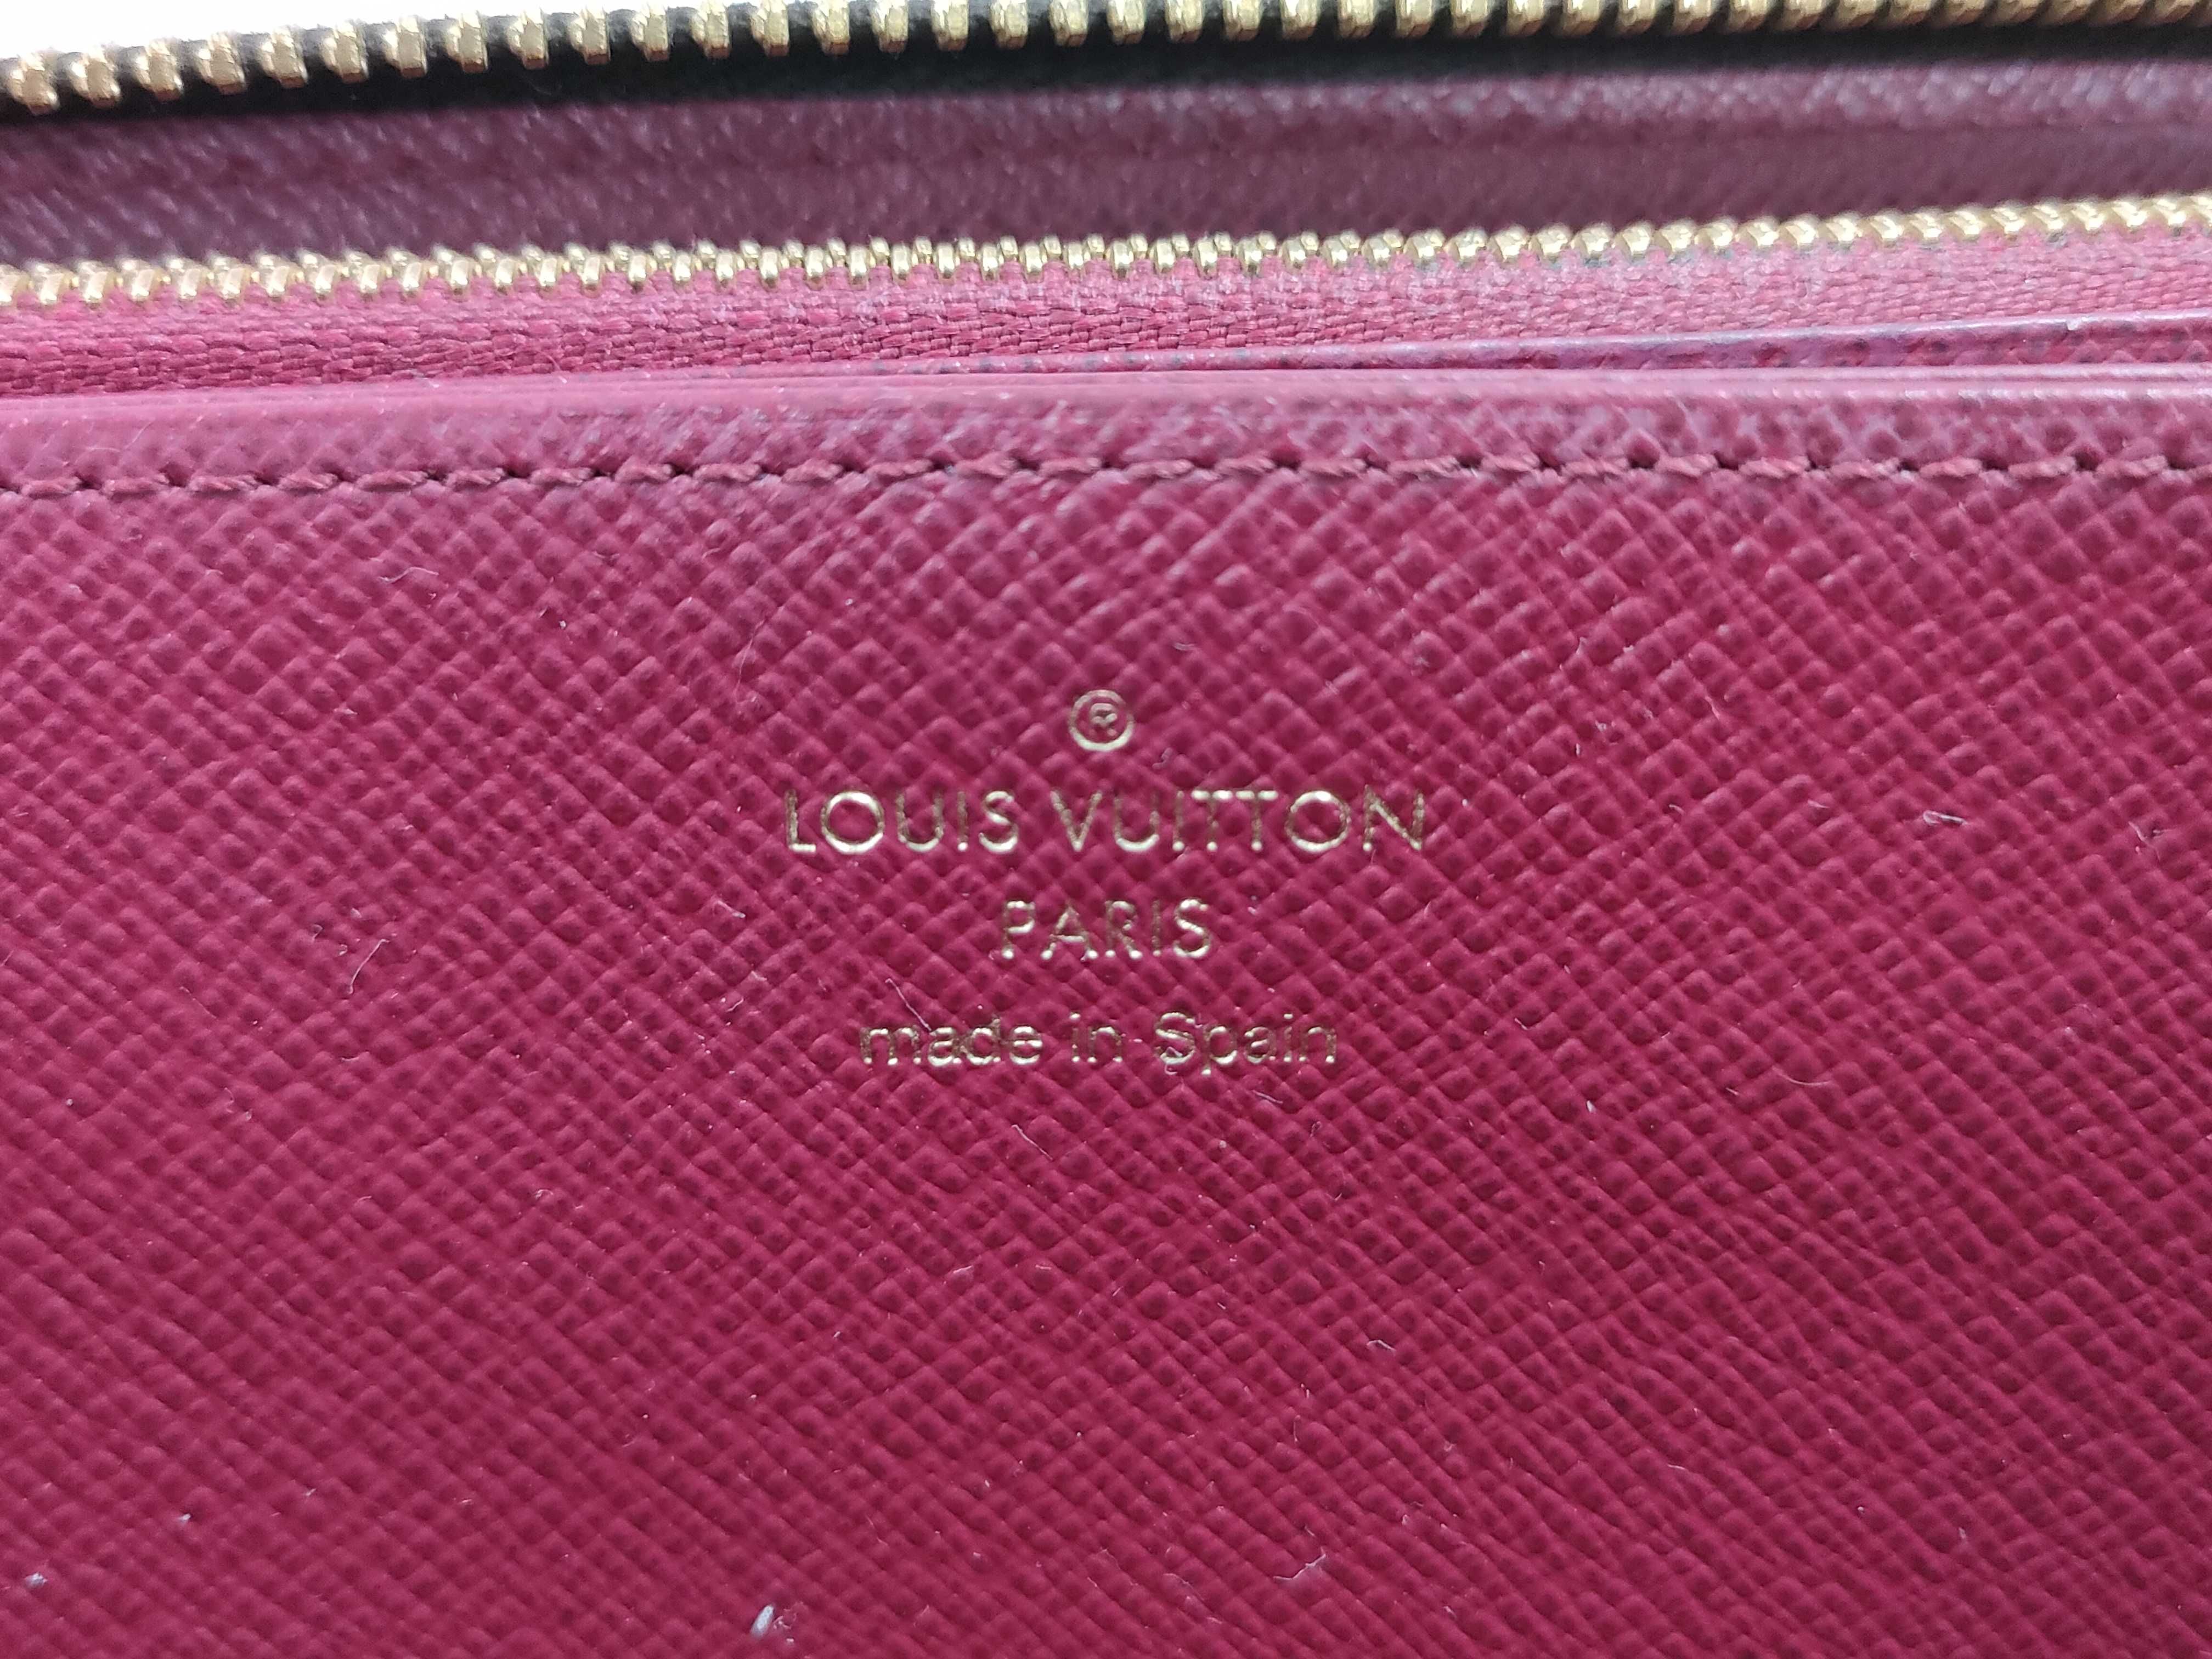 ®
LOUIS VUITTON
PARIS
made in Spain